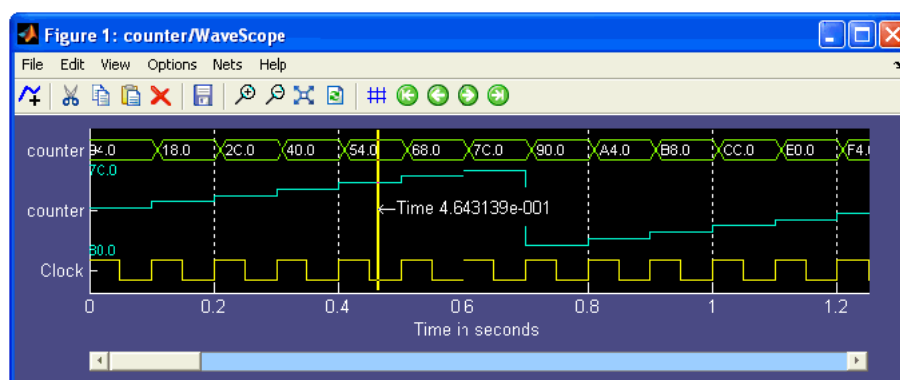 Figure 1: counter/WaveScope
File Edit View Options Nets Help
counter 94.0 18.0 2C.0 40.0 54.0 68.0 7C.0 90.0 A4.0 B8.0 CC.0 E0.0 F4.
7C.0
counter ←Time 4.643139e-001
80.0
Clock
0 0.2 0.4 0.6 0.8 1 1.2
Time in seconds